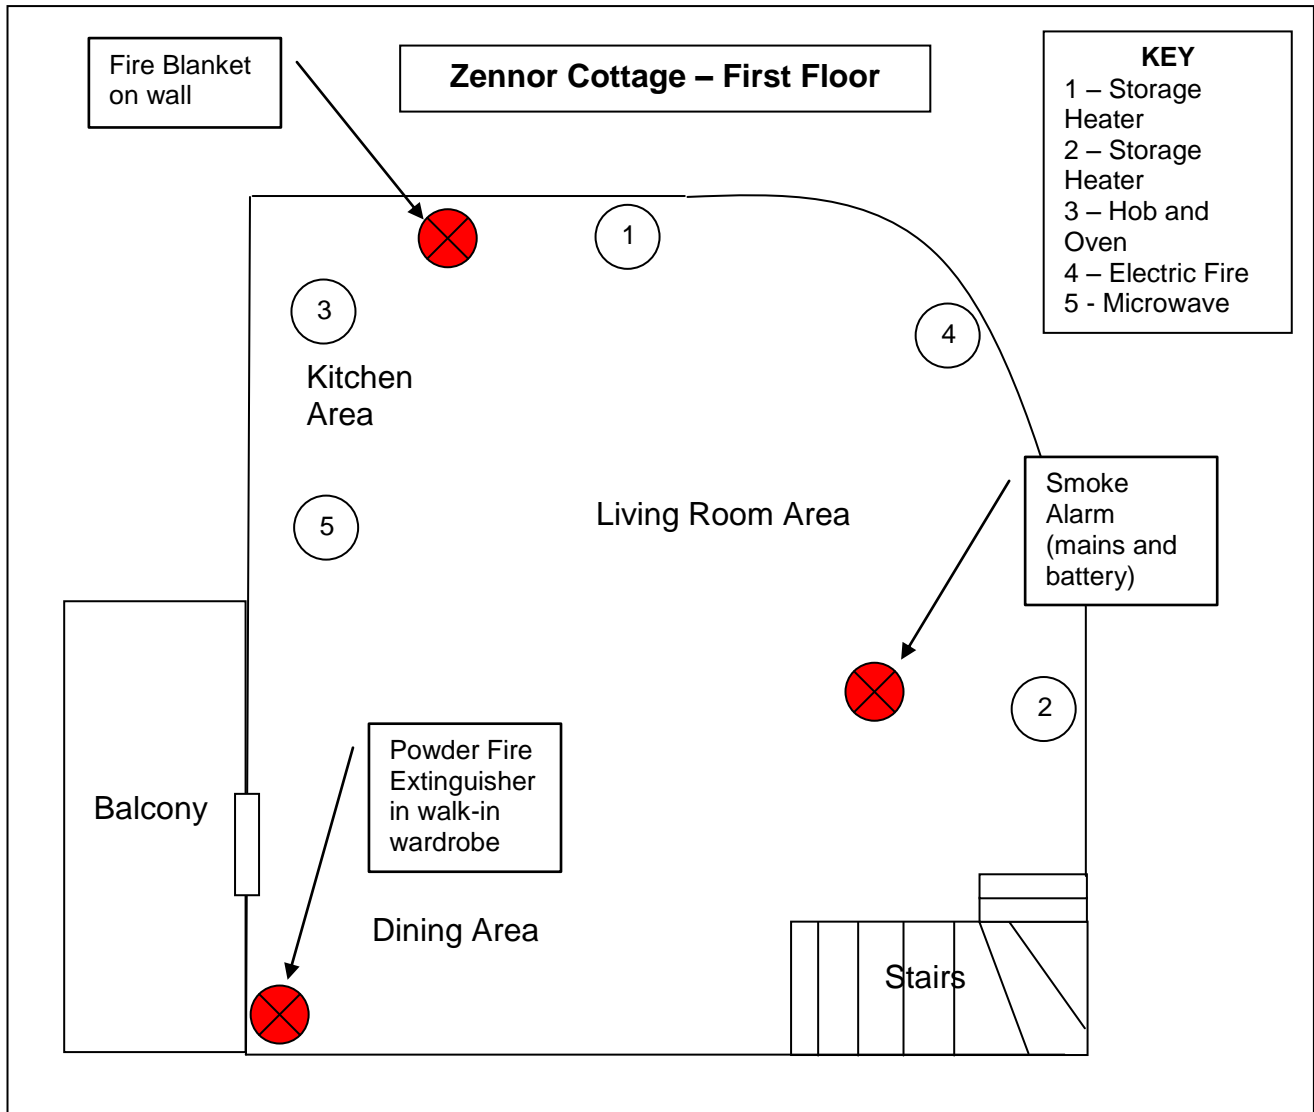 Fire Blanket
on wall
Zennor Cottage – First Floor
KEY
1 – Storage
Heater
2 – Storage
Heater
3 – Hob and
Oven
4 – Electric Fire
5 - Microwave
1
3
4
Kitchen
Area
5
Living Room Area
Smoke
Alarm
(mains and
battery)
2
Balcony
Powder Fire
Extinguisher
in walk-in
wardrobe
Dining Area
Stairs